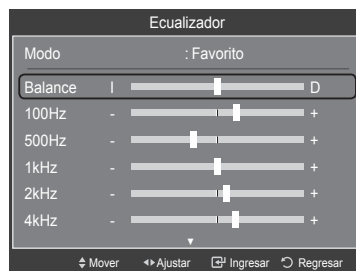 Ecualizador
Modo : Favorito
Balance I D
100Hz - +
500Hz - +
1kHz - +
2kHz - +
4kHz - +
Mover Ajustar Ingresar Regresar